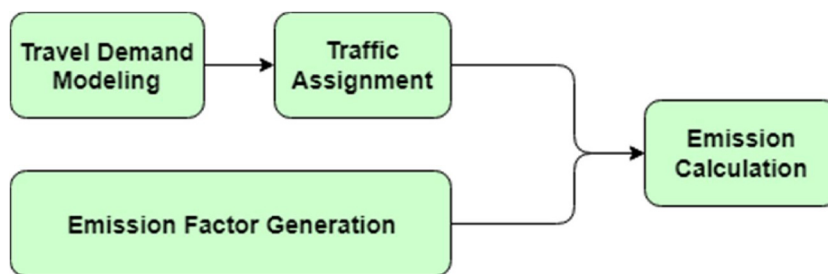 Travel Demand
Modeling
Traffic
Assignment
Emission
Calculation
Emission Factor Generation